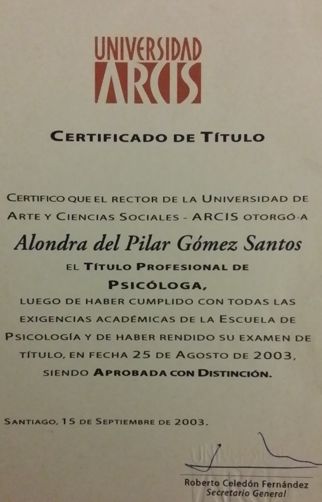 UNIVERSIDAD
ARCIS
CERTIFICADO DE TÍTULO
CERTIFICO QUE EL RECTOR DE LA UNIVERSIDAD DE
ARTE Y CIENCIAS SOCIALES - ARCIS OTORGÓ A
Alondra del Pilar Gómez Santos
EL TÍTULO PROFESIONAL DE
PSICÓLOGA,
LUEGO DE HABER CUMPLIDO CON TODAS LAS
EXIGENCIAS ACADÉMICAS DE LA ESCUELA DE
PSICOLOGÍA Y DE HABER RENDIDO SU EXAMEN DE
TÍTULO, EN FECHA 25 DE AGOSTO DE 2003,
SIENDO APROBADA CON DISTINCIÓN.
SANTIAGO, 15 DE SEPTIEMBRE DE 2003.
Roberto Celedón Fernández
Secretario General